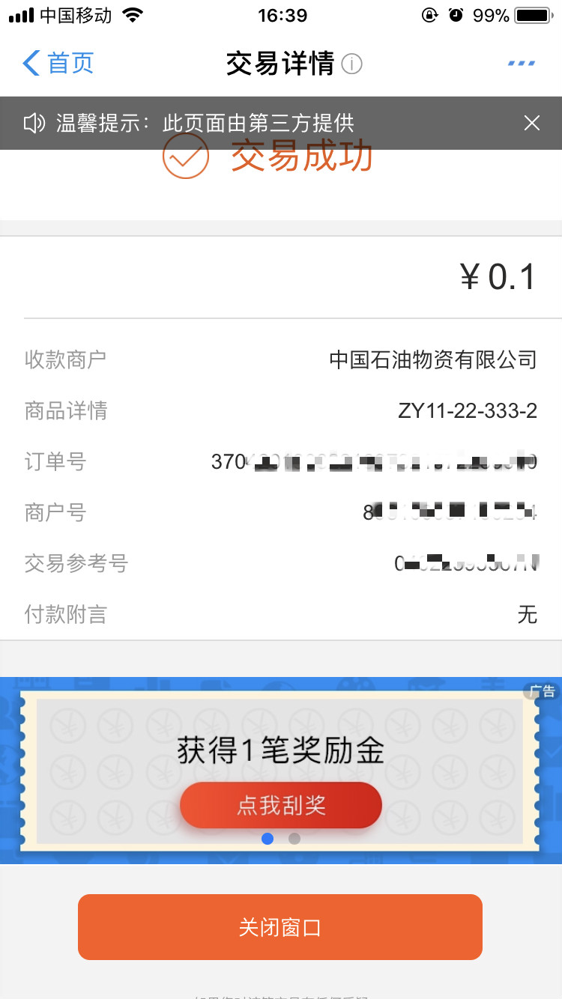 中国移动 16:39 99%
首页 交易详情
温馨提示：此页面由第三方提供
交易成功
￥0.1
收款商户 中国石油物资有限公司
商品详情 ZY11-22-333-2
订单号 370
商户号 8
交易参考号 0
付款附言 无
广告
获得1笔奖励金
点我刮奖
关闭窗口